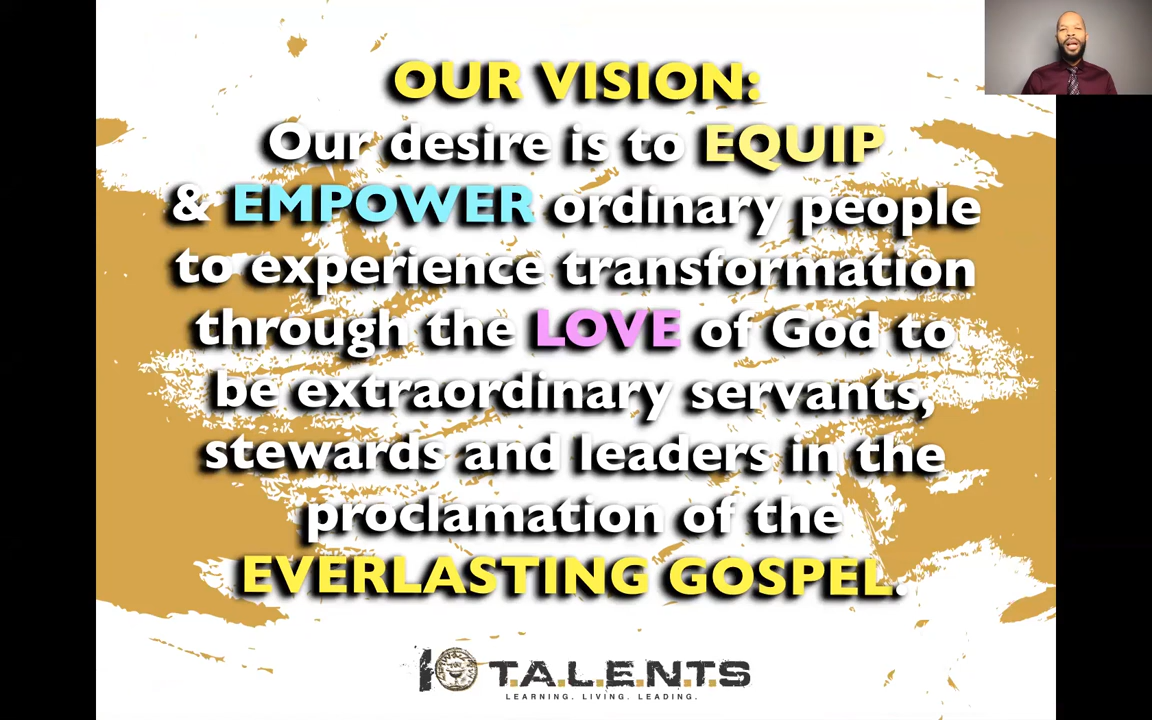 OUR VISION:
Our desire is to EQUIP
& EMPOWER ordinary people
to experience transformation
through the LOVE of God to
be extraordinary servants,
stewards and leaders in the
proclamation of the
EVERLASTING GOSPEL.
10 T.A.L.E.N.T.S
LEARNING. LIVING. LEADING.